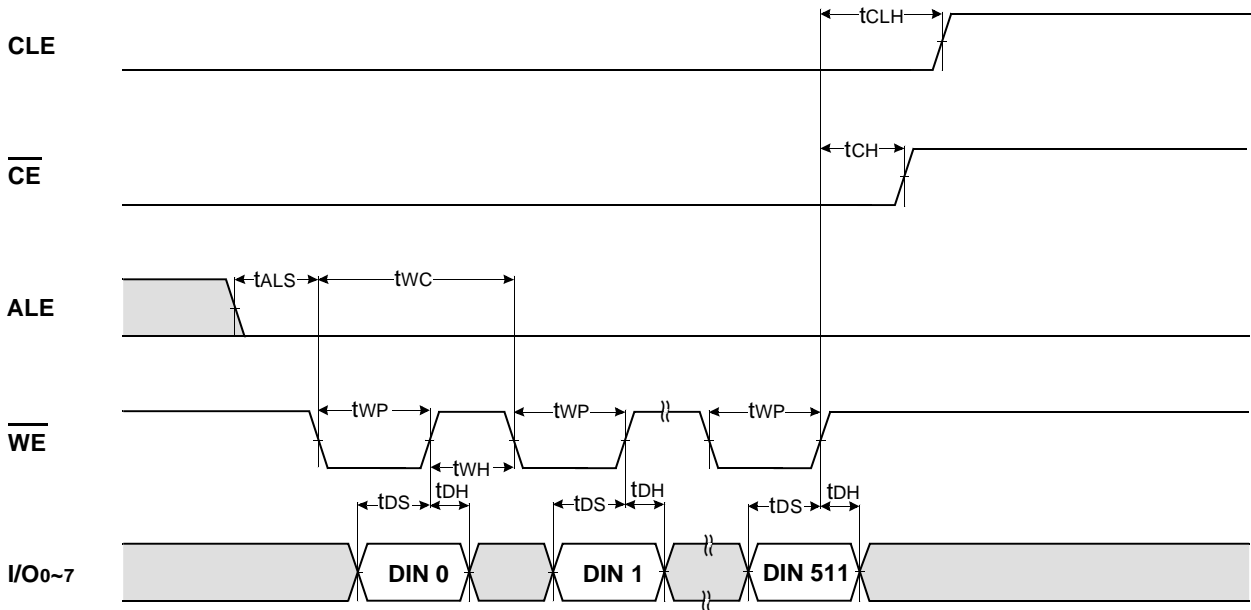 tCLH
CLE
tCH
CE
tALS
tWC
ALE
tWP
tWP
tWP
WE
tWH
tDS
tDH
tDS
tDH
tDS
tDH
I/O0~7
DIN 0
DIN 1
DIN 511